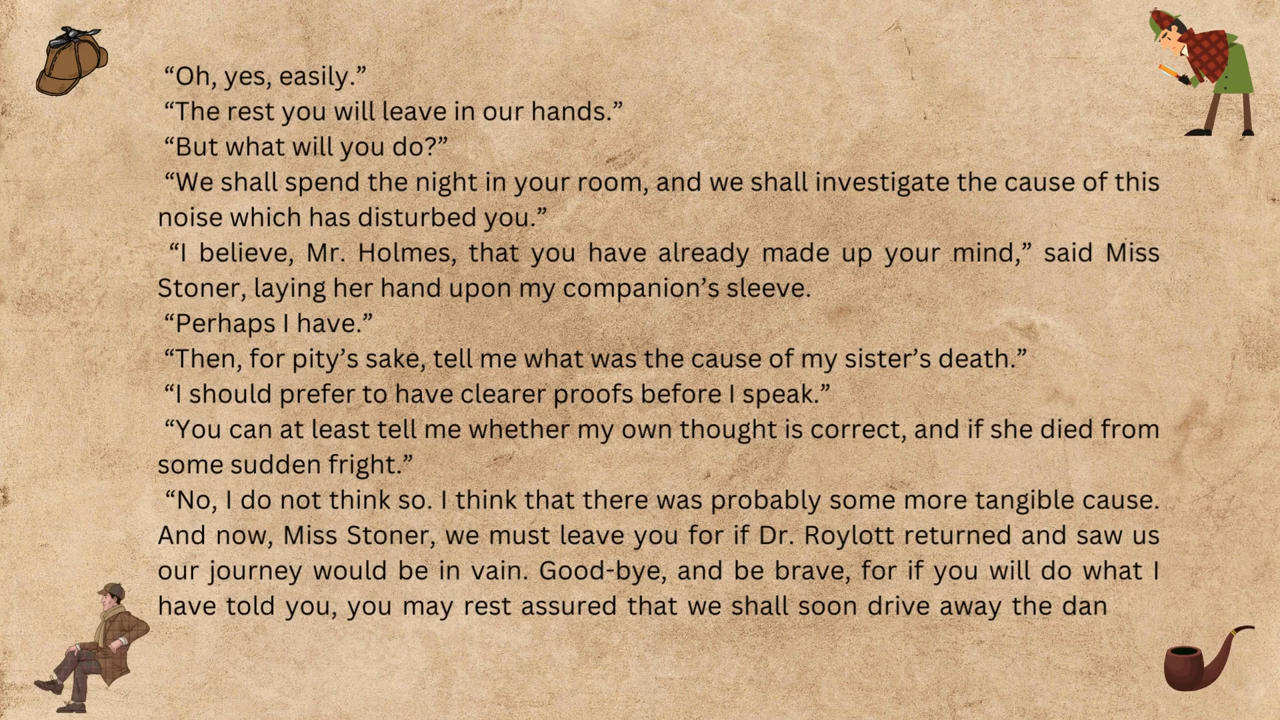 “Oh, yes, easily.”
“The rest you will leave in our hands.”
“But what will you do?”
“We shall spend the night in your room, and we shall investigate the cause of this
noise which has disturbed you.”
“I believe, Mr. Holmes, that you have already made up your mind,” said Miss
Stoner, laying her hand upon my companion’s sleeve.
“Perhaps I have.”
“Then, for pity’s sake, tell me what was the cause of my sister’s death.”
“I should prefer to have clearer proofs before I speak.”
“You can at least tell me whether my own thought is correct, and if she died from
some sudden fright.”
“No, I do not think so. I think that there was probably some more tangible cause.
And now, Miss Stoner, we must leave you for if Dr. Roylott returned and saw us
our journey would be in vain. Good-bye, and be brave, for if you will do what I
have told you, you may rest assured that we shall soon drive away the dan